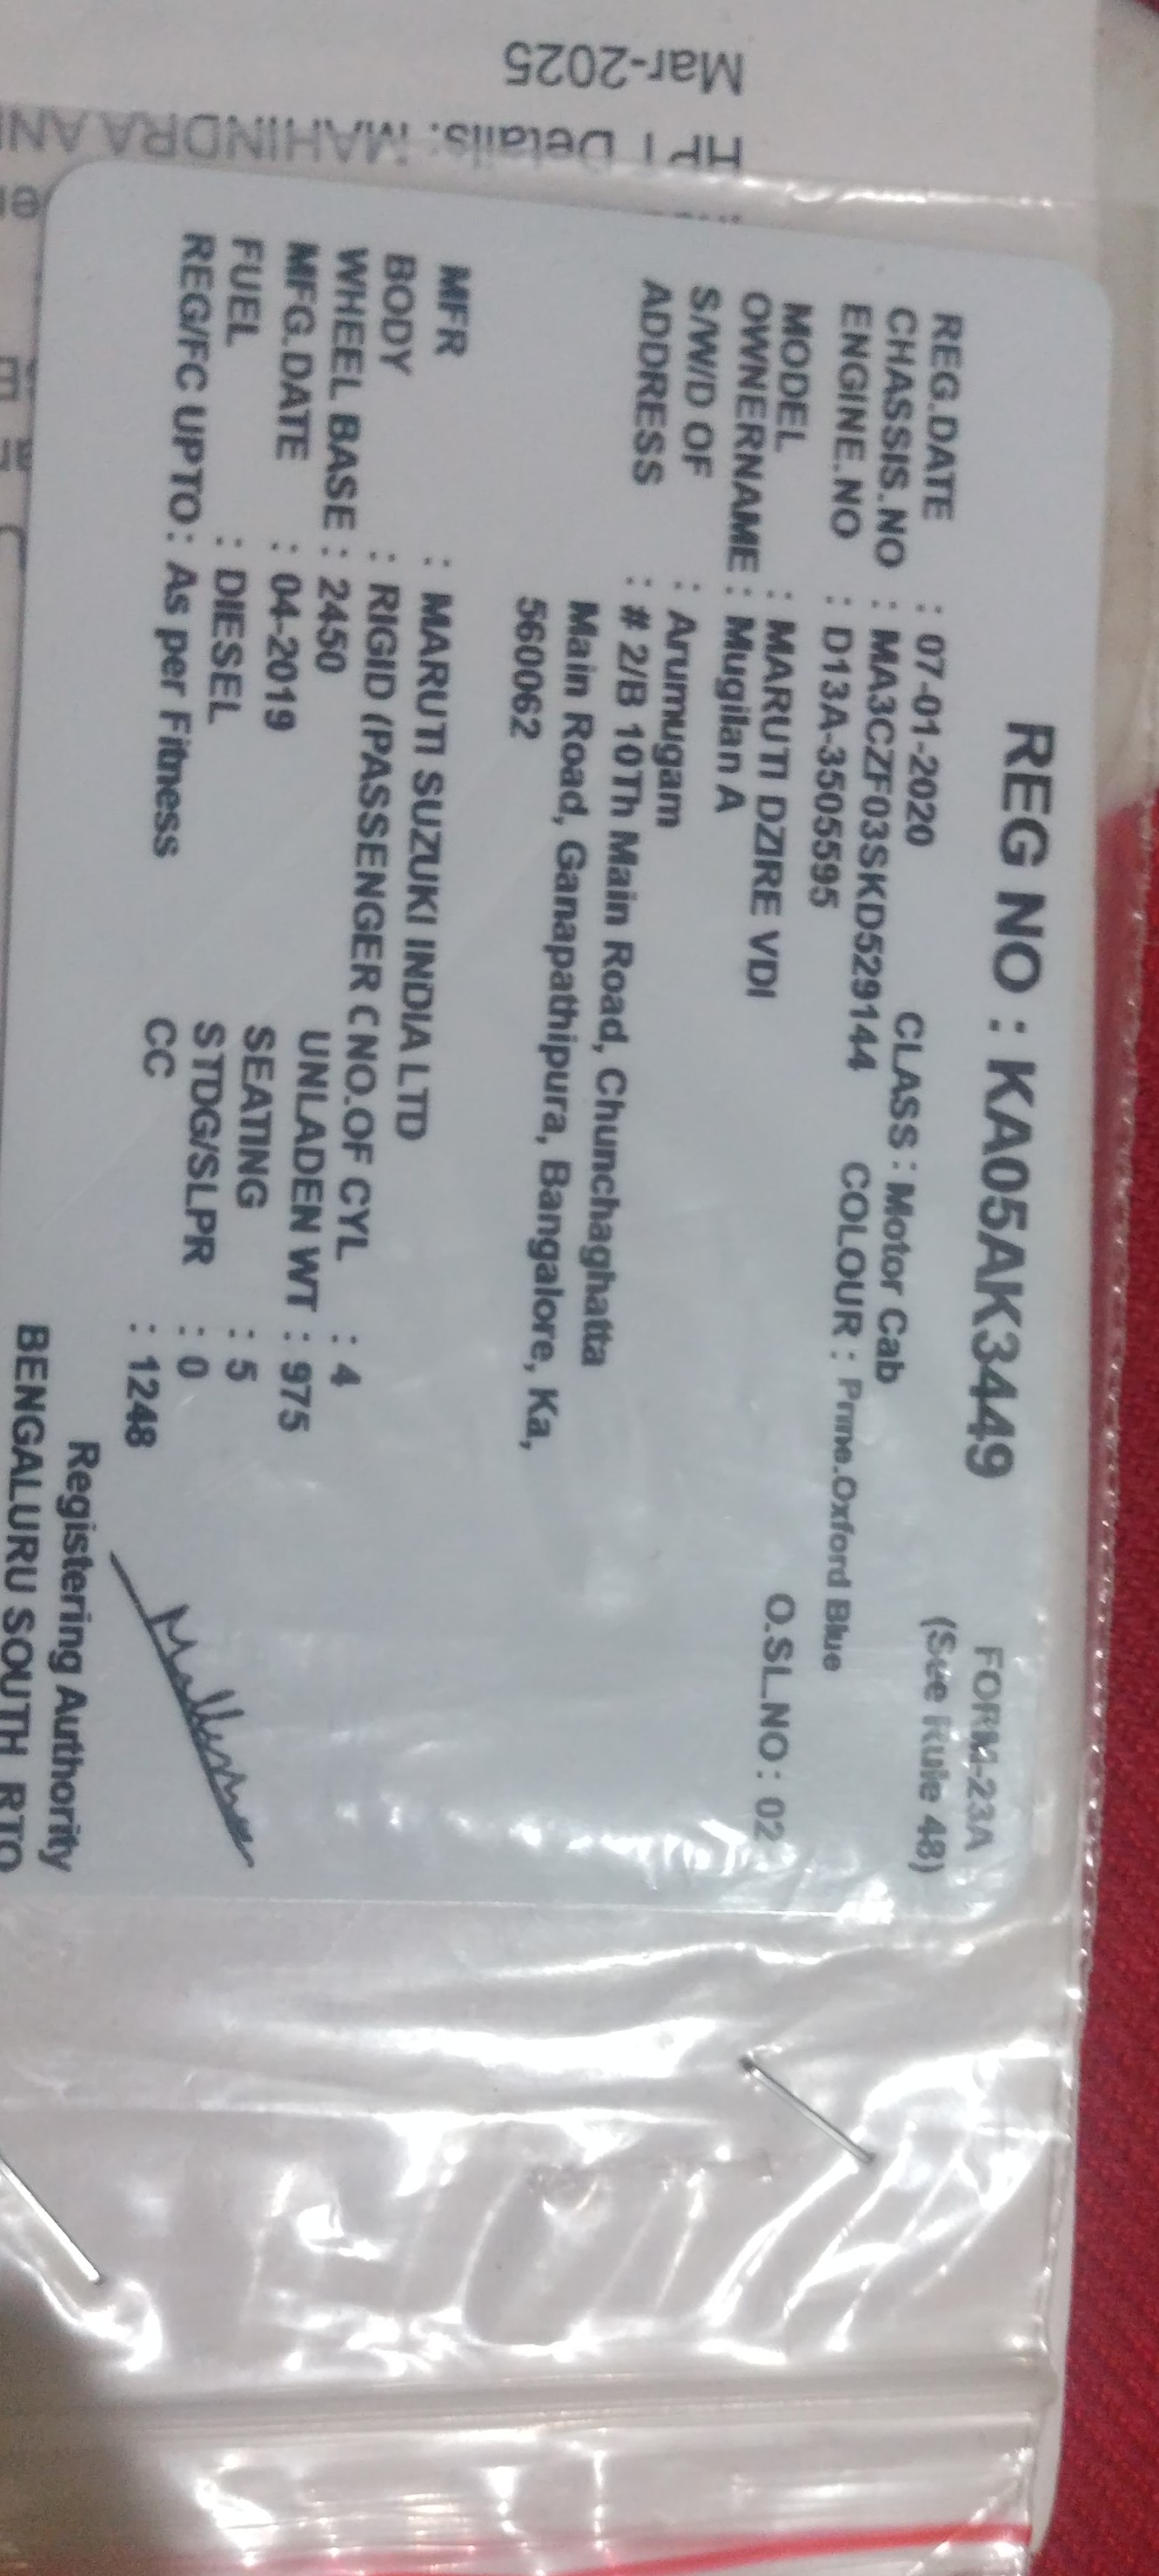 Mar-2025
HPT Details: MAHINDRA AN
REG NO : KA05AK3449
FORM-23A
(See Rule 48)
REG.DATE : 07-01-2020 CLASS : Motor Cab
CHASSIS.NO : MA3CZF03SKD529144 COLOUR : Prime.Oxford Blue
ENGINE.NO : D13A-3505595
MODEL : MARUTI DZIRE VDI O.SL.NO : 02
OWNERNAME : Mugilan A
S/W/D OF : Arumugam
ADDRESS : # 2/B 10Th Main Road, Chunchaghatta
Main Road, Ganapathipura, Bangalore, Ka,
560062
MFR : MARUTI SUZUKI INDIA LTD
BODY : RIGID (PASSENGER C NO.OF CYL : 4
WHEEL BASE : 2450 UNLADEN WT : 975
MFG.DATE : 04-2019 SEATING : 5
FUEL : DIESEL STDG/SLPR : 0
REG/FC UPTO : As per Fitness CC : 1248
Registering Authority
BENGALURU SOUTH RTO